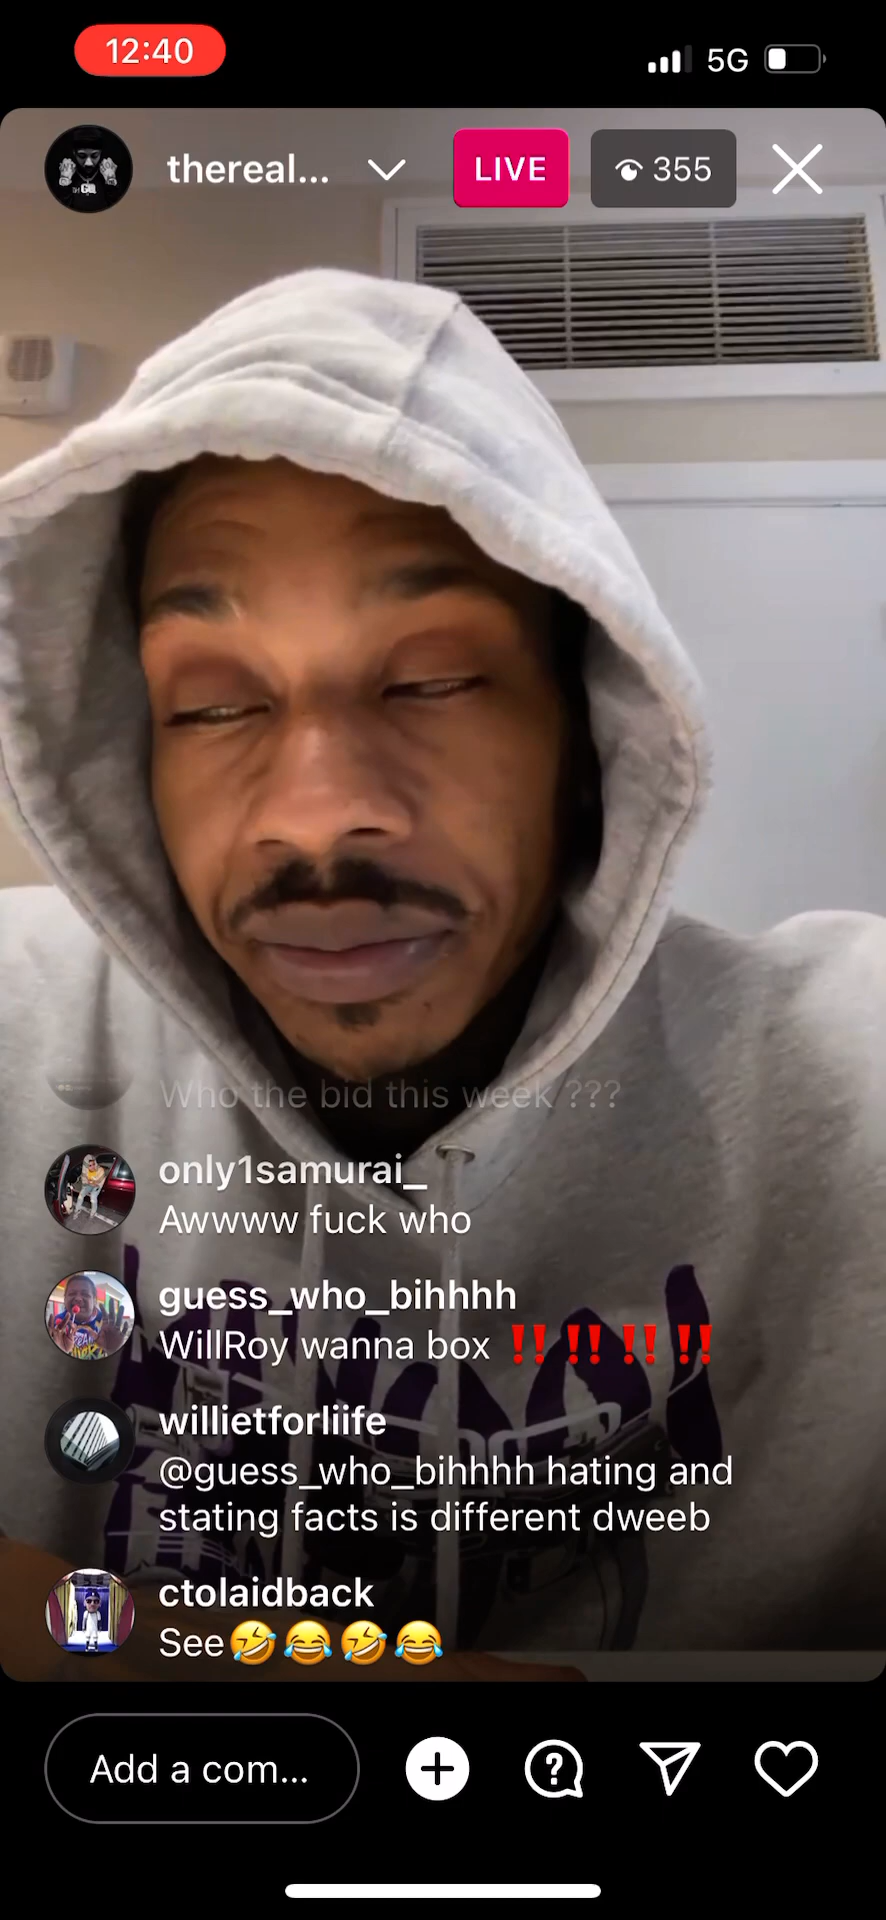 12:40
5G
thereal...
LIVE
355
Who the bid this week ???
only1samurai_
Awwww fuck who
guess_who_bihhhh
WillRoy wanna box ‼️‼️‼️‼️
willietforliife
@guess_who_bihhhh hating and
stating facts is different dweeb
ctolaidback
See🤣😂🤣😂
Add a com...